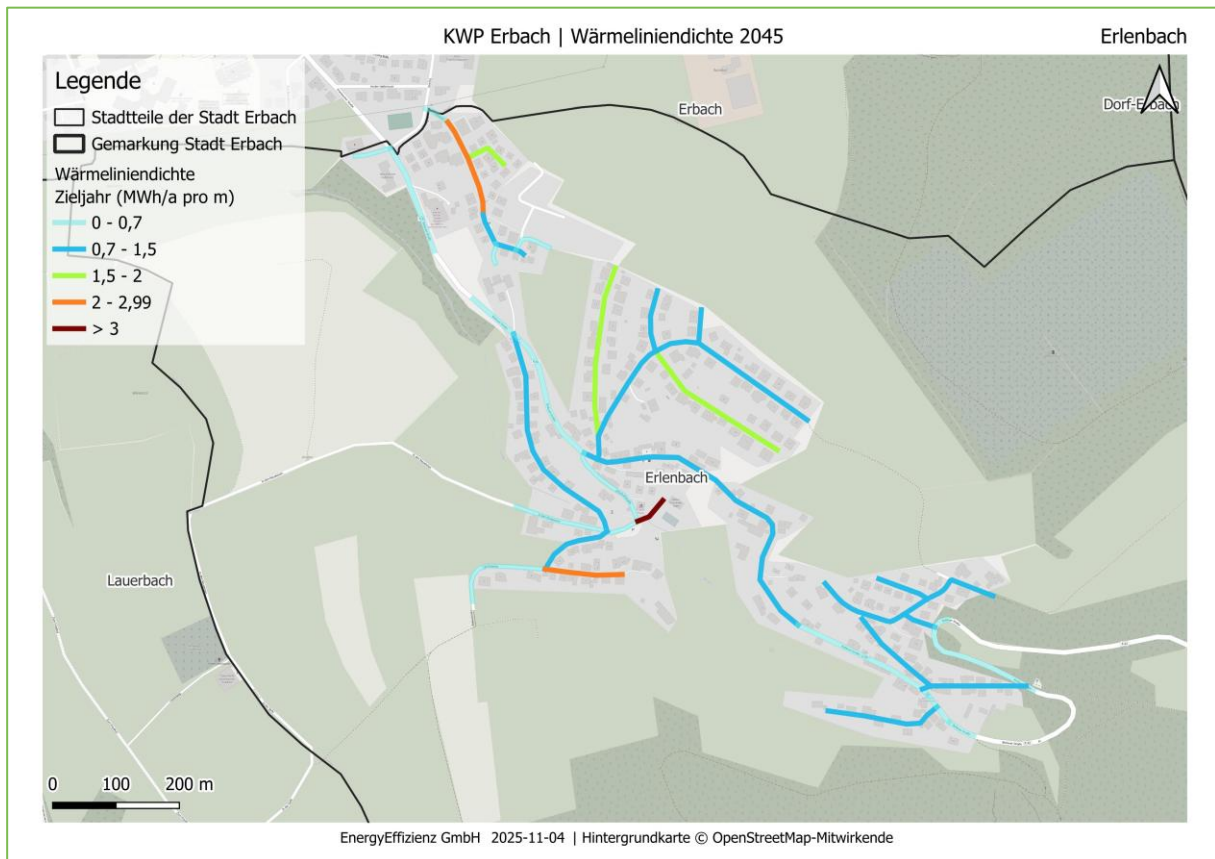 KWP Erbach | Wärmeliniendichte 2045
Erlenbach
Legende
Stadtteile der Stadt Erbach
Gemarkung Stadt Erbach
Wärmeliniendichte
Zieljahr (MWh/a pro m)
0 - 0,7
0,7 - 1,5
1,5 - 2
2 - 2,99
> 3
Erbach
Dorf-Erbach
Erlenbach
Lauerbach
0 100 200 m
EnergyEffizienz GmbH 2025-11-04 | Hintergrundkarte © OpenStreetMap-Mitwirkende